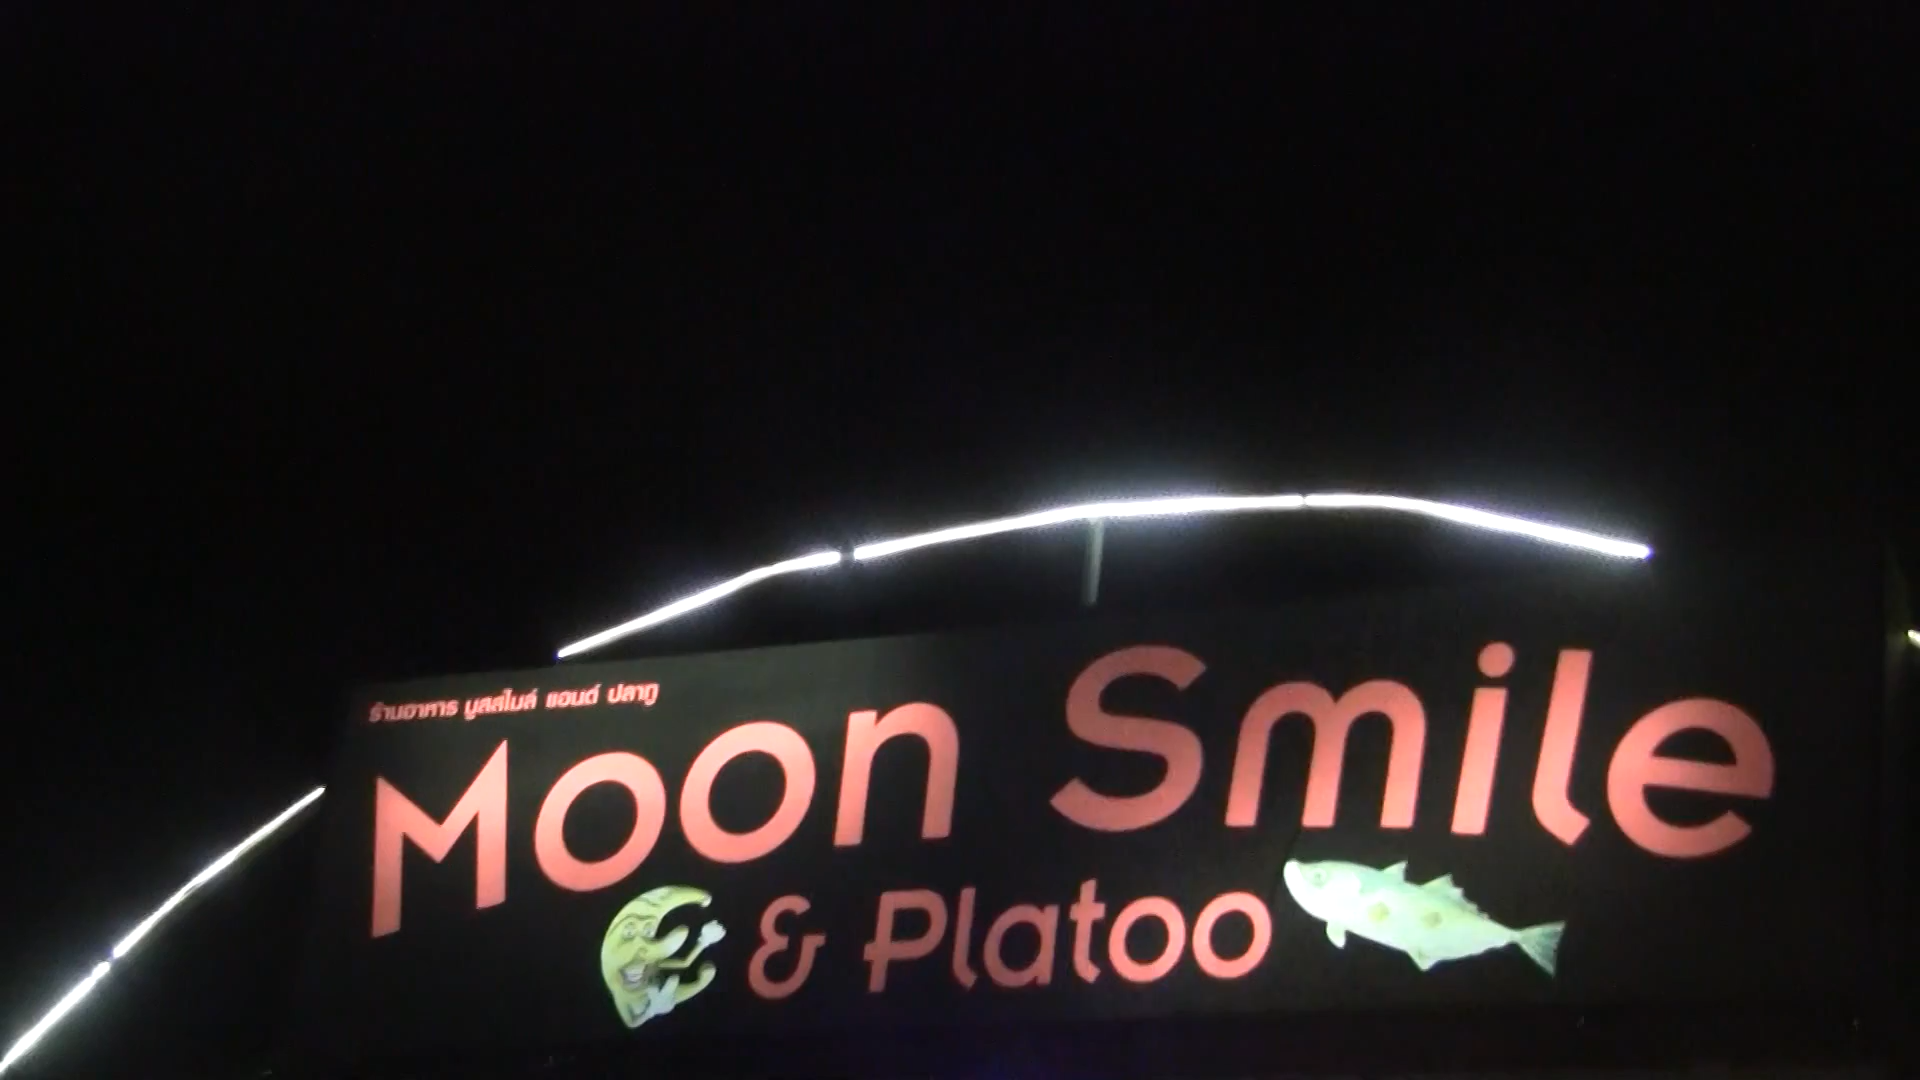 ร้านอาหาร มูสสไมล์ แอนด์ ปลาทู
Moon Smile
& Platoo